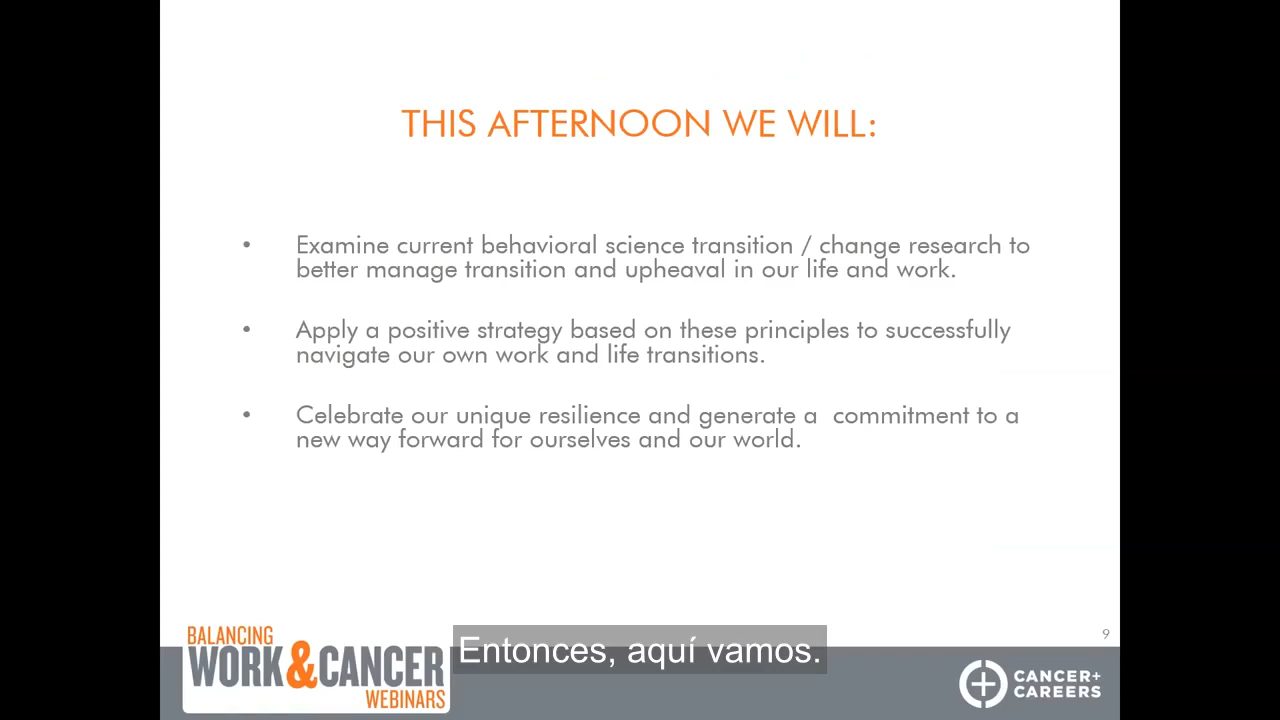 THIS AFTERNOON WE WILL:
• Examine current behavioral science transition / change research to
better manage transition and upheaval in our life and work.
• Apply a positive strategy based on these principles to successfully
navigate our own work and life transitions.
• Celebrate our unique resilience and generate a  commitment to a
new way forward for ourselves and our world.
9
BALANCING
WORK&CANCER
WEBINARS
Entonces, aquí vamos.
CANCER+
CAREERS